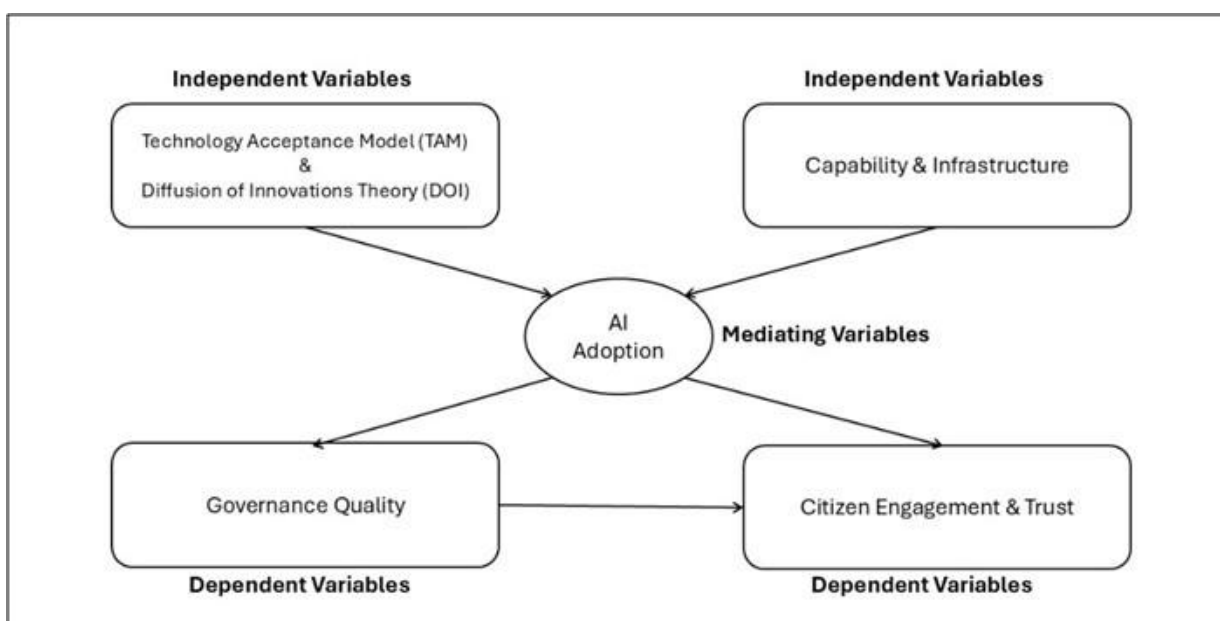 Independent Variables
Technology Acceptance Model (TAM)
&
Diffusion of Innovations Theory (DOI)
Independent Variables
Capability & Infrastructure
AI
Adoption
Mediating Variables
Governance Quality
Dependent Variables
Citizen Engagement & Trust
Dependent Variables